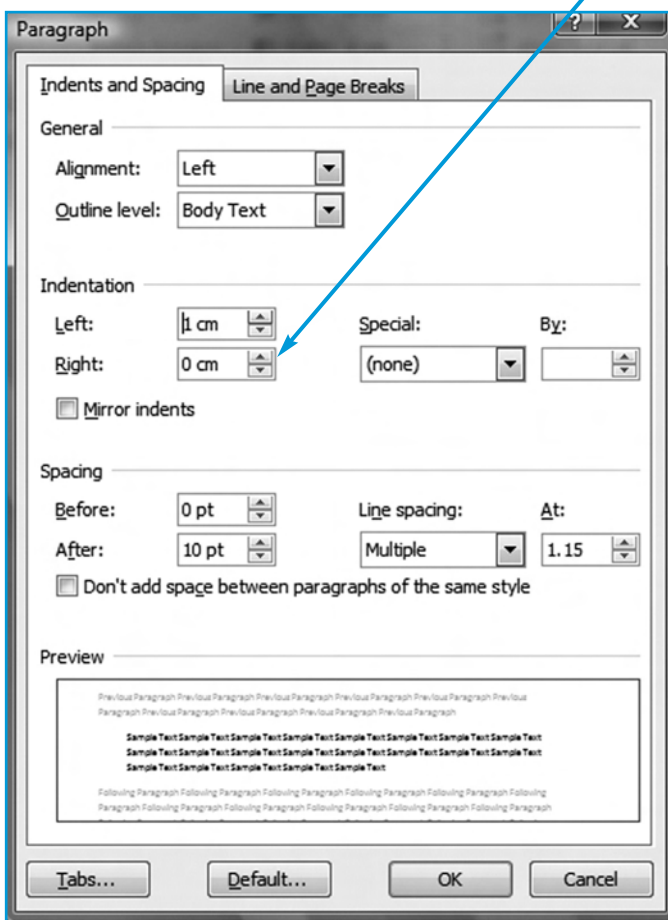 Paragraph ? X
Indents and Spacing Line and Page Breaks
General
Alignment: Left
Outline level: Body Text
Indentation
Left: 1 cm Special: By:
Right: 0 cm (none)
Mirror indents
Spacing
Before: 0 pt Line spacing: At:
After: 10 pt Multiple 1.15
Don't add space between paragraphs of the same style
Preview
Previous Paragraph Previous Paragraph Previous Paragraph Previous Paragraph Previous Paragraph Previous
Paragraph Previous Paragraph Previous Paragraph Previous Paragraph Previous Paragraph
Sample Text Sample Text Sample Text Sample Text Sample Text Sample Text Sample Text Sample Text
Sample Text Sample Text Sample Text Sample Text Sample Text Sample Text Sample Text Sample Text
Sample Text Sample Text Sample Text Sample Text Sample Text
Following Paragraph Following Paragraph Following Paragraph Following Paragraph Following
Paragraph Following Paragraph Following Paragraph Following Paragraph Following Paragraph
Tabs... Default... OK Cancel